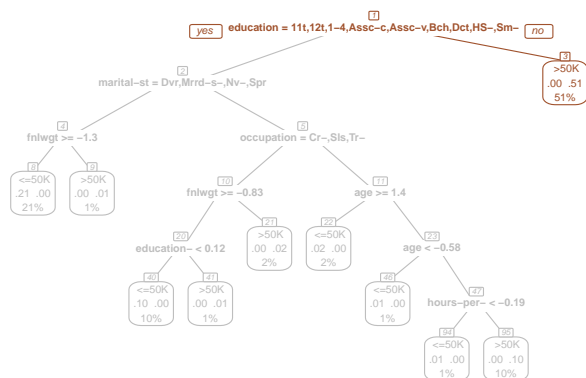 1
yes education = 11t,12t,1-4,Assc-c,Assc-v,Bch,Dct,HS-,Sm- no
2
marital-st = Dvr,Mrrd-s-,Nv-,Spr
3
>50K
.00 .51
51%
4
fnlwgt >= -1.3
5
occupation = Cr-,Sls,Tr-
8
<=50K
.21 .00
21%
9
>50K
.00 .01
1%
10
fnlwgt >= -0.83
11
age >= 1.4
20
education- < 0.12
21
>50K
.00 .02
2%
22
<=50K
.02 .00
2%
23
age < -0.58
40
<=50K
.10 .00
10%
41
>50K
.00 .01
1%
46
<=50K
.01 .00
1%
47
hours-per- < -0.19
94
<=50K
.01 .00
1%
95
>50K
.00 .10
10%